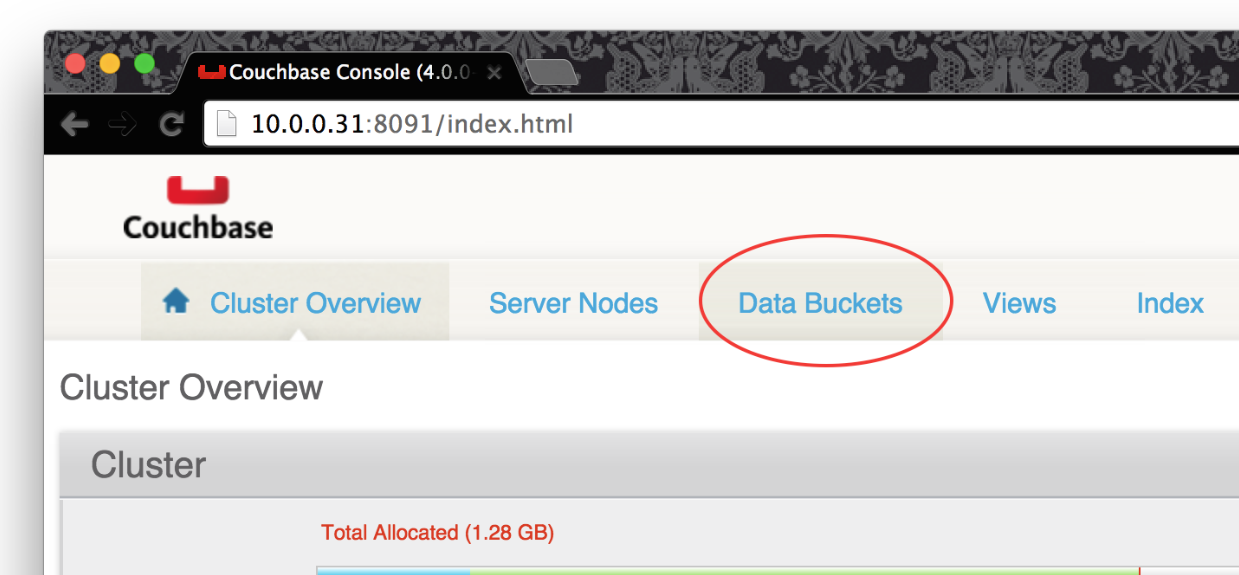 Couchbase Console (4.0.0-
10.0.0.31:8091/index.html
Couchbase
Cluster Overview Server Nodes Data Buckets Views Index
Cluster Overview
Cluster
Total Allocated (1.28 GB)